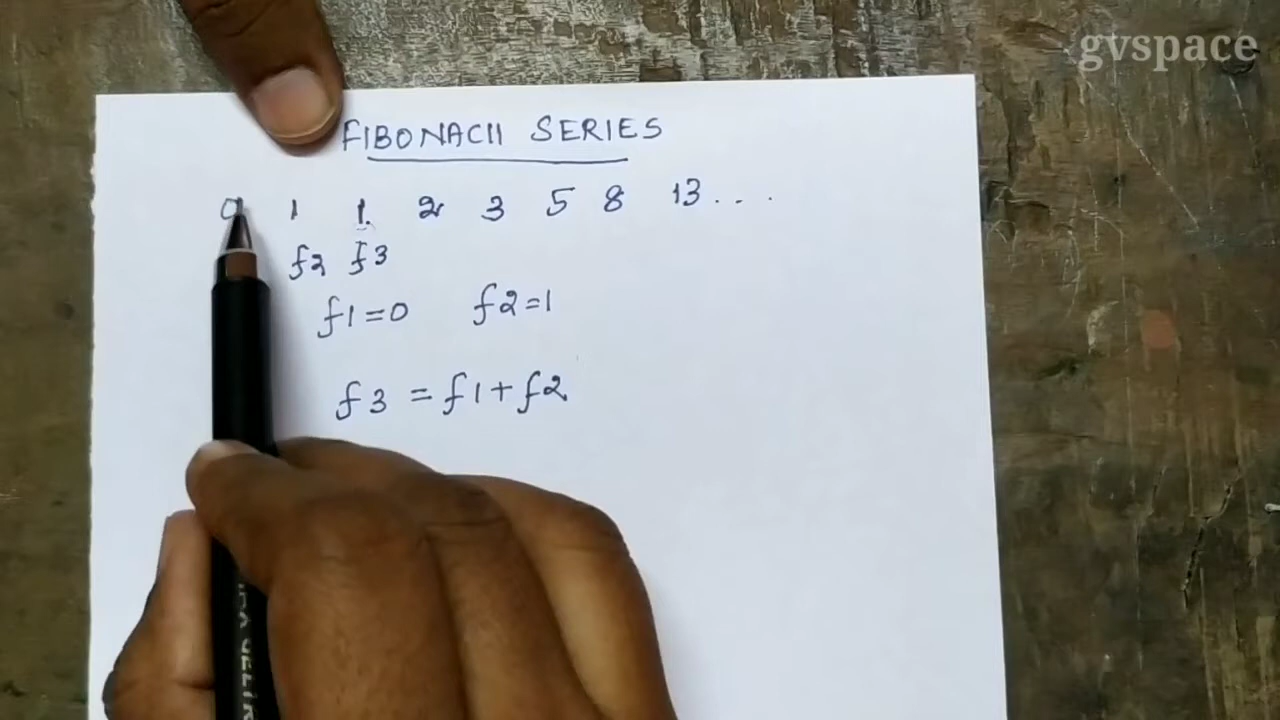 gvspace
FIBONACII SERIES
0 1 1. 2 3 5 8 13...
f2 f3
f1=0 f2=1
f3 = f1+f2